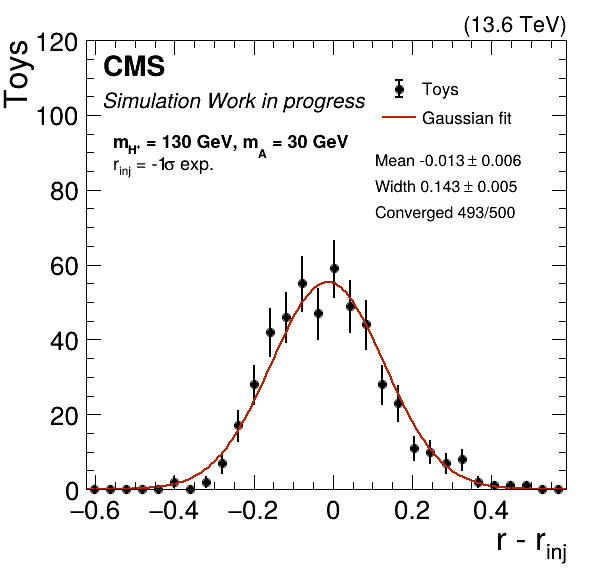 (13.6 TeV)
Toys
120
100
80
60
40
20
0
CMS
Simulation Work in progress
m_H⁺ = 130 GeV, m_A = 30 GeV
r_inj = -1σ exp.
Toys
Gaussian fit
Mean -0.013 ± 0.006
Width 0.143 ± 0.005
Converged 493/500
−0.6 −0.4 −0.2 0 0.2 0.4
r - r_inj